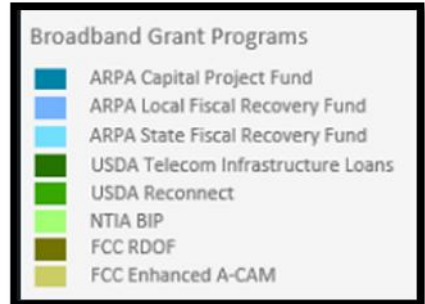 Broadband Grant Programs
ARPA Capital Project Fund
ARPA Local Fiscal Recovery Fund
ARPA State Fiscal Recovery Fund
USDA Telecom Infrastructure Loans
USDA Reconnect
NTIA BIP
FCC RDOF
FCC Enhanced A-CAM